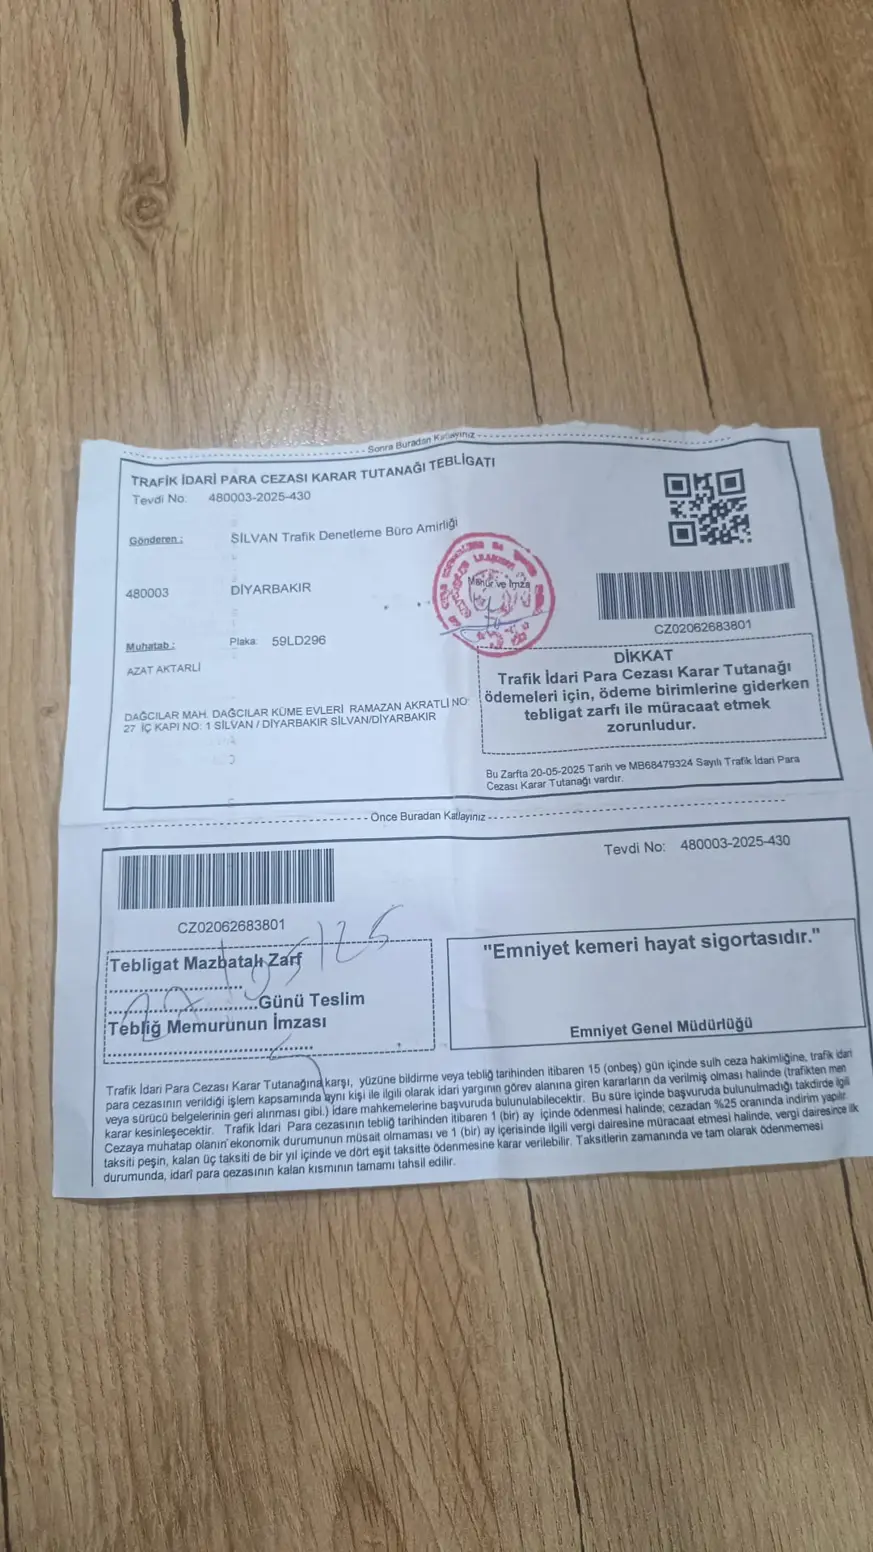 Sonra Buradan Katlayınız
TRAFİK İDARİ PARA CEZASI KARAR TUTANAĞI TEBLİGATI
Tevdi No: 480003-2025-430
Gönderen : SİLVAN Trafik Denetleme Büro Amirliği
Mühür ve İmza
480003 DİYARBAKIR
CZ02062683801
Muhatab : Plaka: 59LD296
AZAT AKTARLI
DAĞCILAR MAH. DAĞCILAR KÜME EVLERİ RAMAZAN AKRATLI NO:
27 İÇ KAPI NO: 1 SİLVAN / DİYARBAKIR SİLVAN/DİYARBAKIR
DİKKAT
Trafik İdari Para Cezası Karar Tutanağı
ödemeleri için, ödeme birimlerine giderken
tebligat zarfı ile müracaat etmek
zorunludur.
Bu Zarfta 20-05-2025 Tarih ve MB68479324 Sayılı Trafik İdari Para
Cezası Karar Tutanağı vardır.
Önce Buradan Katlayınız
Tevdi No: 480003-2025-430
CZ02062683801
Tebligat Mazbatalı Zarf
Günü Teslim
Tebliğ Memurunun İmzası
"Emniyet kemeri hayat sigortasıdır."
Emniyet Genel Müdürlüğü
Trafik İdari Para Cezası Karar Tutanağına karşı, yüzüne bildirme veya tebliğ tarihinden itibaren 15 (onbeş) gün içinde sulh ceza hakimliğine, trafik idari
para cezasının verildiği işlem kapsamında aynı kişi ile ilgili olarak idari yargının görev alanına giren kararların da verilmiş olması halinde (trafikten men
veya sürücü belgelerinin geri alınması gibi.) İdare mahkemelerine başvuruda bulunulabilecektir. Bu süre içinde başvuruda bulunulmadığı takdirde ilgili
karar kesinleşecektir. Trafik İdari Para cezasının tebliğ tarihinden itibaren 1 (bir) ay içinde ödenmesi halinde; cezadan %25 oranında indirim yapılır.
Cezaya muhatap olanın ekonomik durumunun müsait olmaması ve 1 (bir) ay içerisinde ilgili vergi dairesine müracaat etmesi halinde, vergi dairesince ilk
taksiti peşin, kalan üç taksiti de bir yıl içinde ve dört eşit taksitte ödenmesine karar verilebilir. Taksitlerin zamanında ve tam olarak ödenmemesi
durumunda, idarî para cezasının kalan kısmının tamamı tahsil edilir.